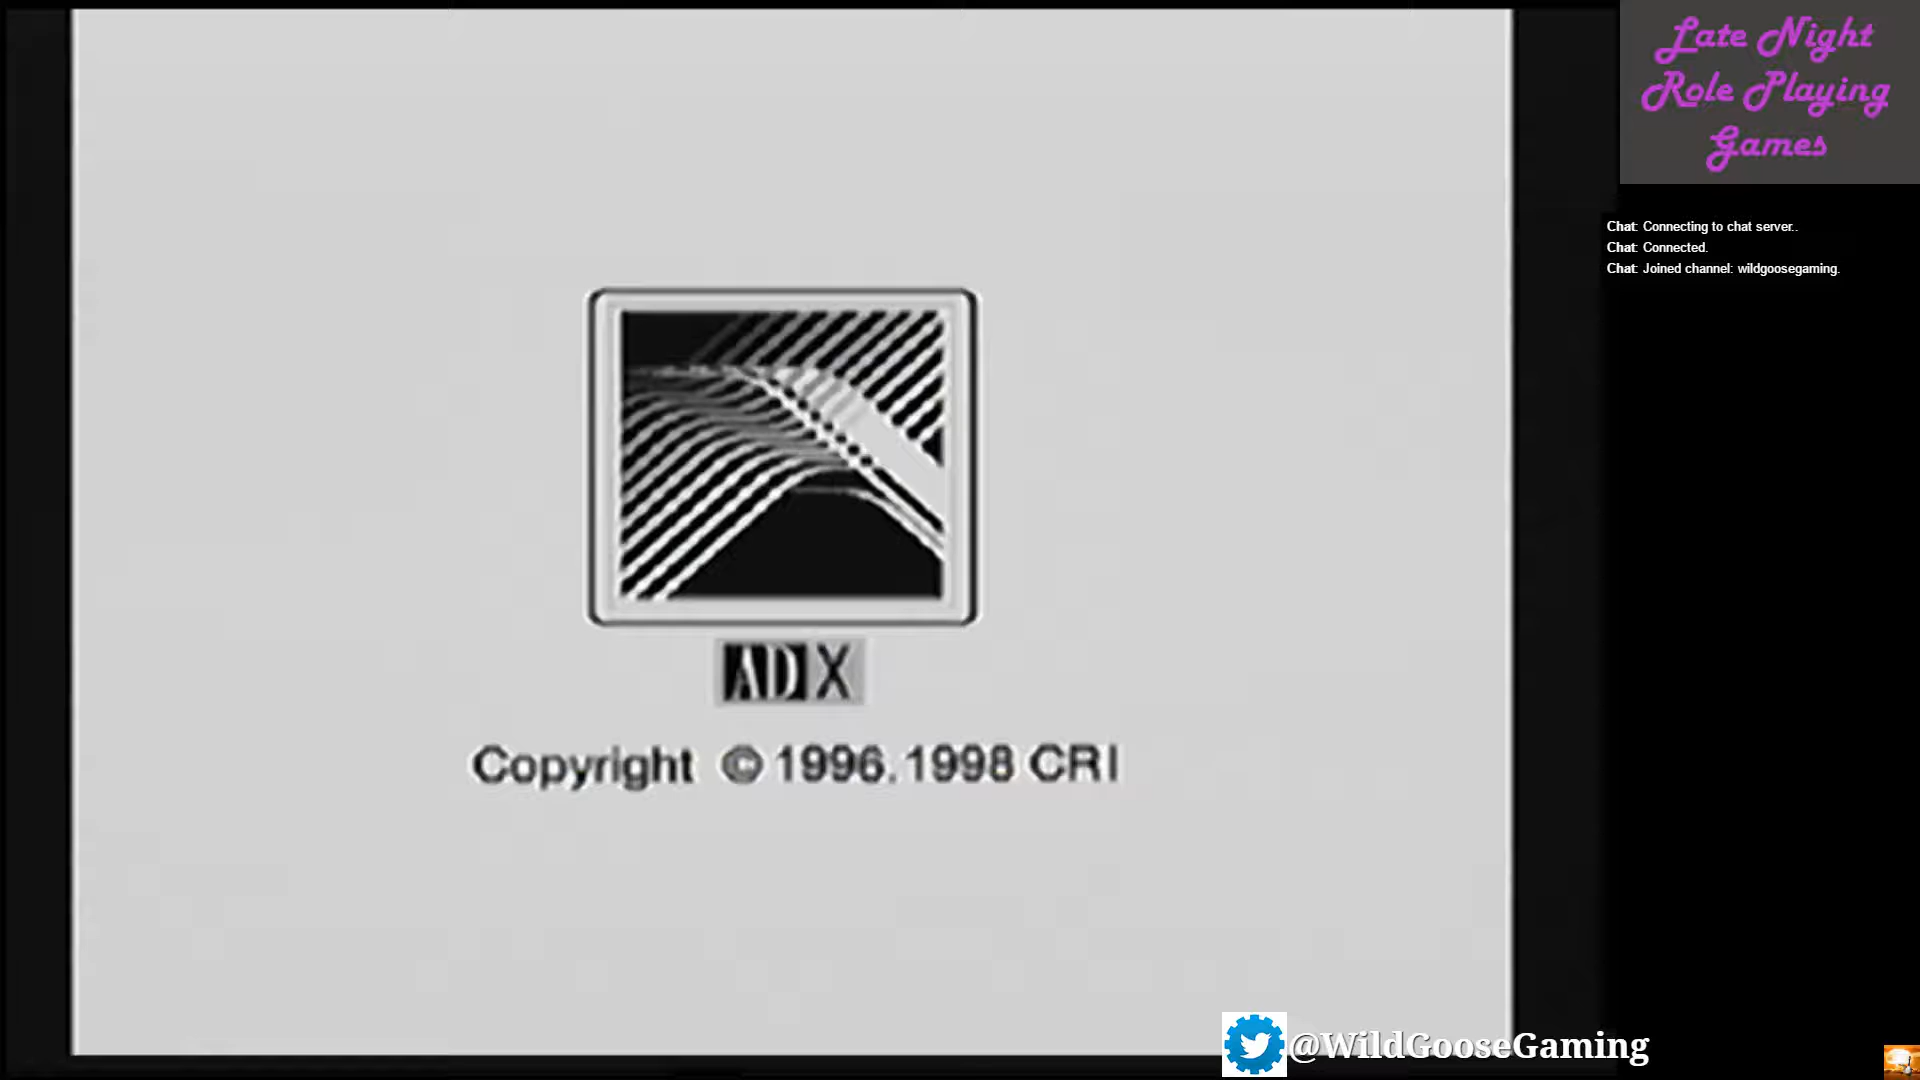 Late Night
Role Playing
Games
Chat: Connecting to chat server..
Chat: Connected.
Chat: Joined channel: wildgoosegaming.
ADX
Copyright © 1996.1998 CRI
@WildGooseGaming